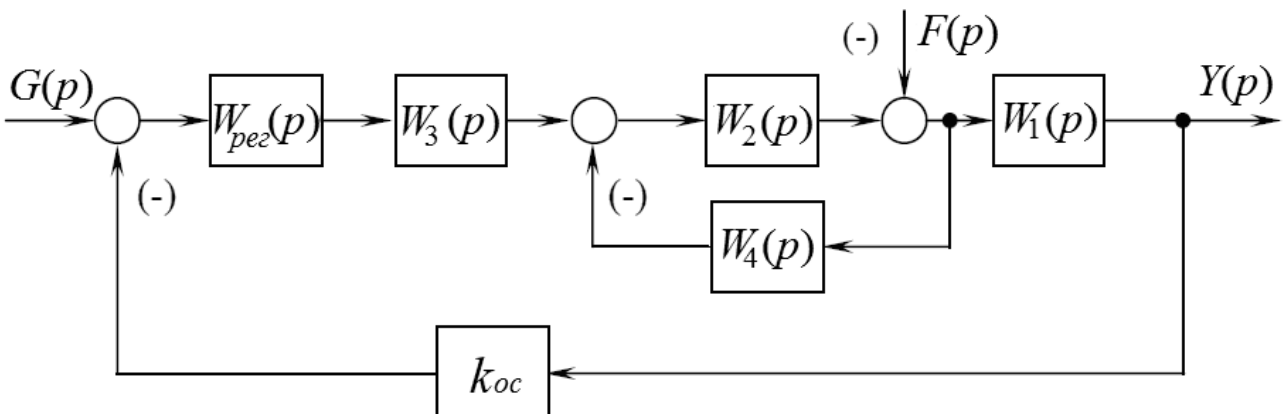 (-) F(p)
G(p) Y(p)
W_рег(p) W_3(p) W_2(p) W_1(p)
(-) (-)
W_4(p)
k_ос